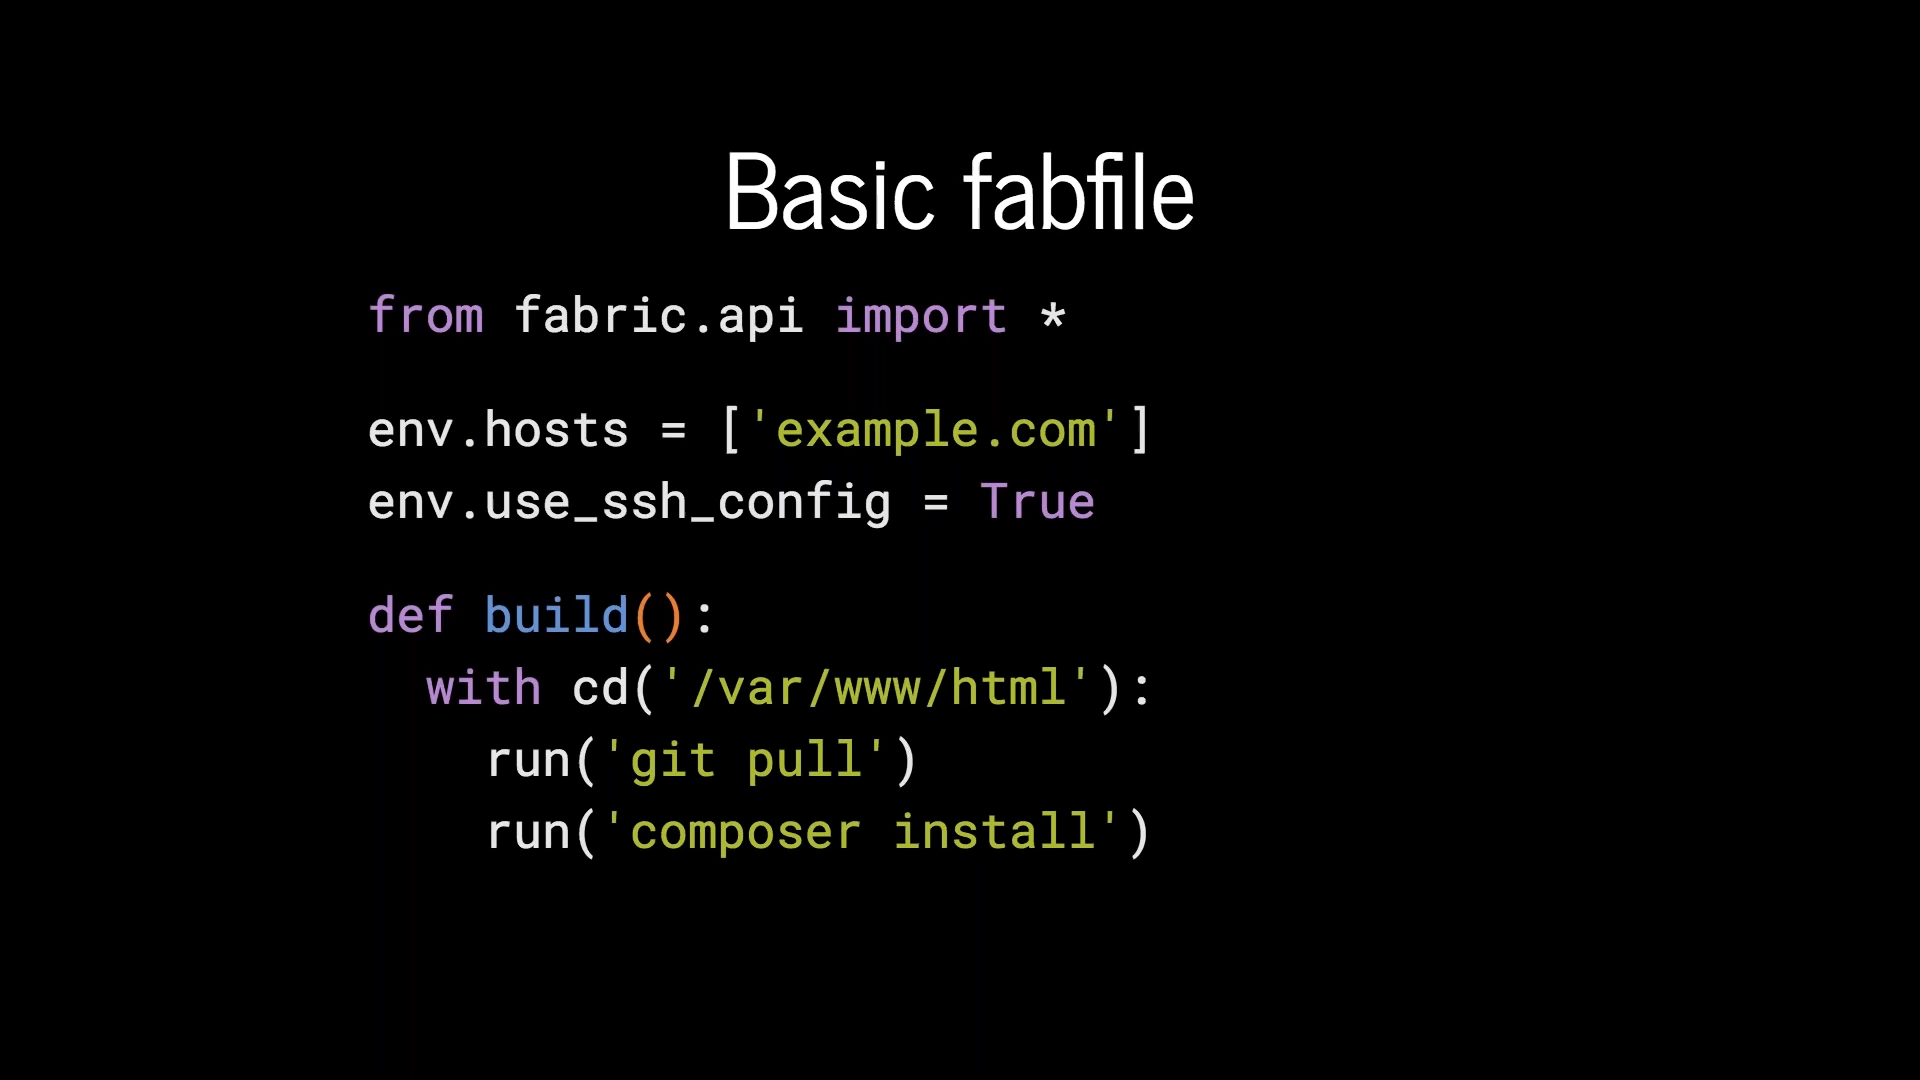 Basic fabfile
from fabric.api import *
env.hosts = ['example.com']
env.use_ssh_config = True
def build():
  with cd('/var/www/html'):
    run('git pull')
    run('composer install')